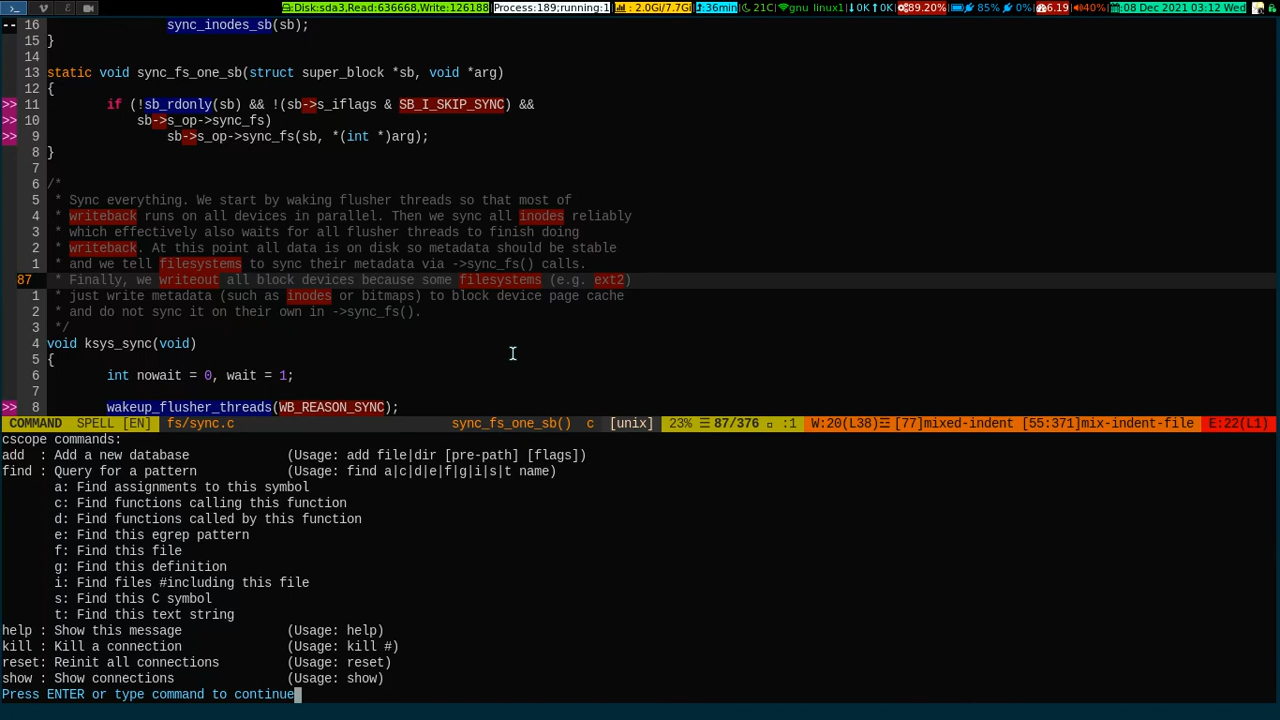 Disk:sda3,Read:636668,Write:126188 Process:189;running:1 : 2.0Gi/7.7Gi :36min 21C gnu linux1 0K 0K 89.20% 85% 0% 6.19 40% :08 Dec 2021 03:12 Wed
-- 16 sync_inodes_sb(sb);
15 }
14
13 static void sync_fs_one_sb(struct super_block *sb, void *arg)
12 {
>> 11 if (!sb_rdonly(sb) && !(sb->s_iflags & SB_I_SKIP_SYNC) &&
>> 10 sb->s_op->sync_fs)
>> 9 sb->s_op->sync_fs(sb, *(int *)arg);
8 }
7
6 /*
5 * Sync everything. We start by waking flusher threads so that most of
4 * writeback runs on all devices in parallel. Then we sync all inodes reliably
3 * which effectively also waits for all flusher threads to finish doing
2 * writeback. At this point all data is on disk so metadata should be stable
1 * and we tell filesystems to sync their metadata via ->sync_fs() calls.
87 * Finally, we writeout all block devices because some filesystems (e.g. ext2)
1 * just write metadata (such as inodes or bitmaps) to block device page cache
2 * and do not sync it on their own in ->sync_fs().
3 */
4 void ksys_sync(void)
5 {
6 int nowait = 0, wait = 1;
7
>> 8 wakeup_flusher_threads(WB_REASON_SYNC);
COMMAND SPELL [EN] fs/sync.c sync_fs_one_sb() c [unix] 23% ☰ 87/376 :1 W:20(L38) ☲ [77]mixed-indent [55:371]mix-indent-file E:22(L1)
cscope commands:
add : Add a new database (Usage: add file|dir [pre-path] [flags])
find : Query for a pattern (Usage: find a|c|d|e|f|g|i|s|t name)
a: Find assignments to this symbol
c: Find functions calling this function
d: Find functions called by this function
e: Find this egrep pattern
f: Find this file
g: Find this definition
i: Find files #including this file
s: Find this C symbol
t: Find this text string
help : Show this message (Usage: help)
kill : Kill a connection (Usage: kill #)
reset: Reinit all connections (Usage: reset)
show : Show connections (Usage: show)
Press ENTER or type command to continue